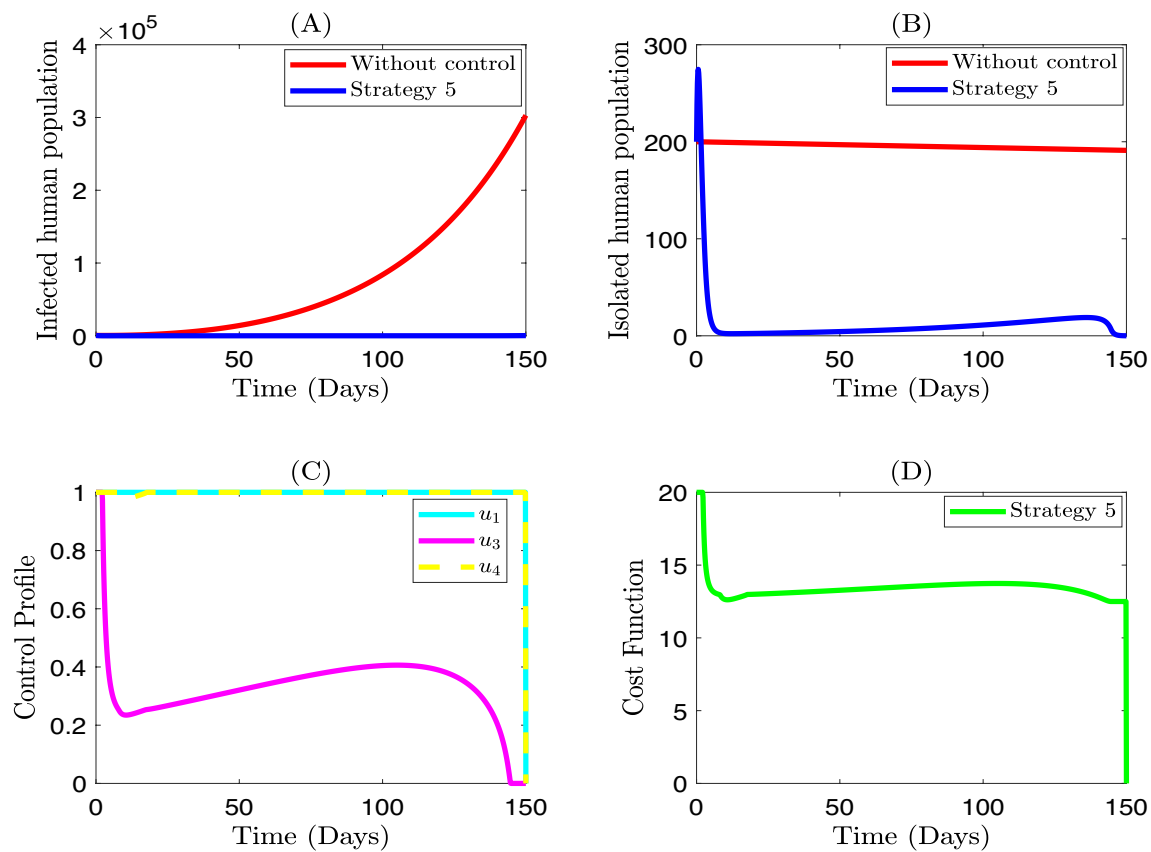 (A)
×10⁵
Infected human population
4
3
2
1
0
0 50 100 150
Time (Days)
Without control
Strategy 5
(B)
Isolated human population
300
200
100
0
0 50 100 150
Time (Days)
Without control
Strategy 5
(C)
Control Profile
1
0.8
0.6
0.4
0.2
0
0 50 100 150
Time (Days)
u₁
u₃
u₄
(D)
Cost Function
20
15
10
5
0
0 50 100 150
Time (Days)
Strategy 5